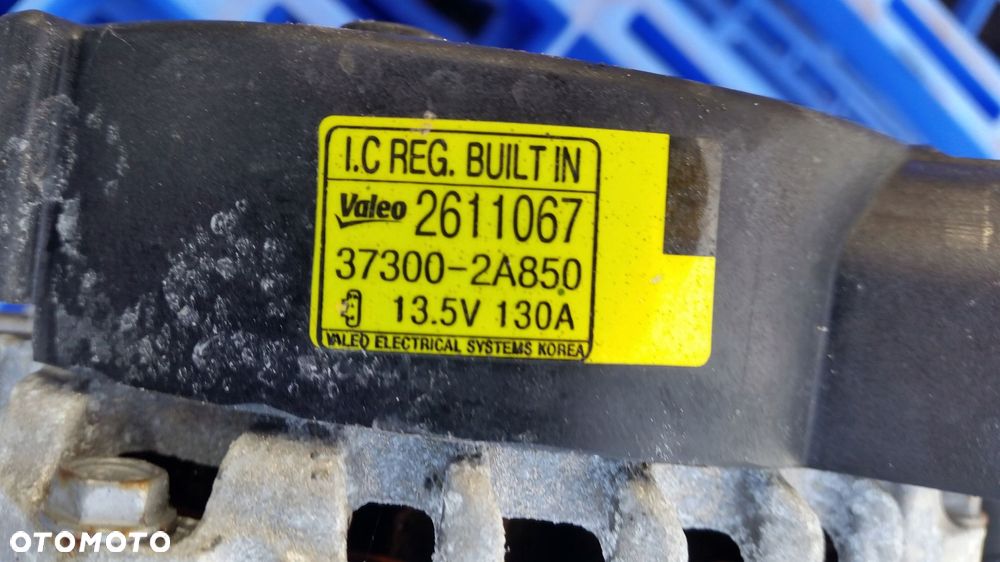 I.C REG. BUILT IN
Valeo 2611067
37300-2A850
13.5V 130A
VALEO ELECTRICAL SYSTEMS KOREA
OTOMOTO